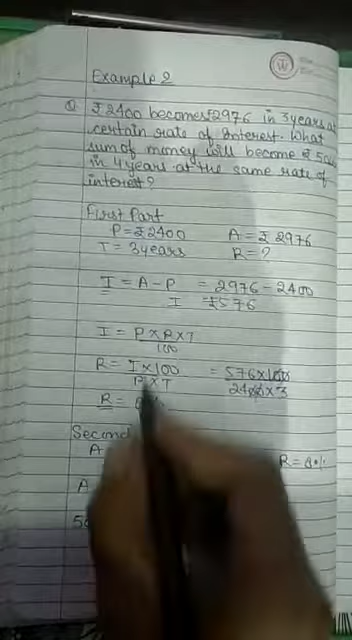 Example 2
Q. ₹2400 becomes ₹2976 in 3 years at
certain rate of interest. What
sum of money will become ₹
in 4 years at the same rate of
interest?
First Part
P = ₹2400 A = ₹ 2976
T = 3 years R = ?
I = A - P = 2976 - 2400
I = ₹576
I = P × R × T
100
R = I × 100 = 576 × 100
P × T 2400 × 3
R =
Second
A R = 8%
A